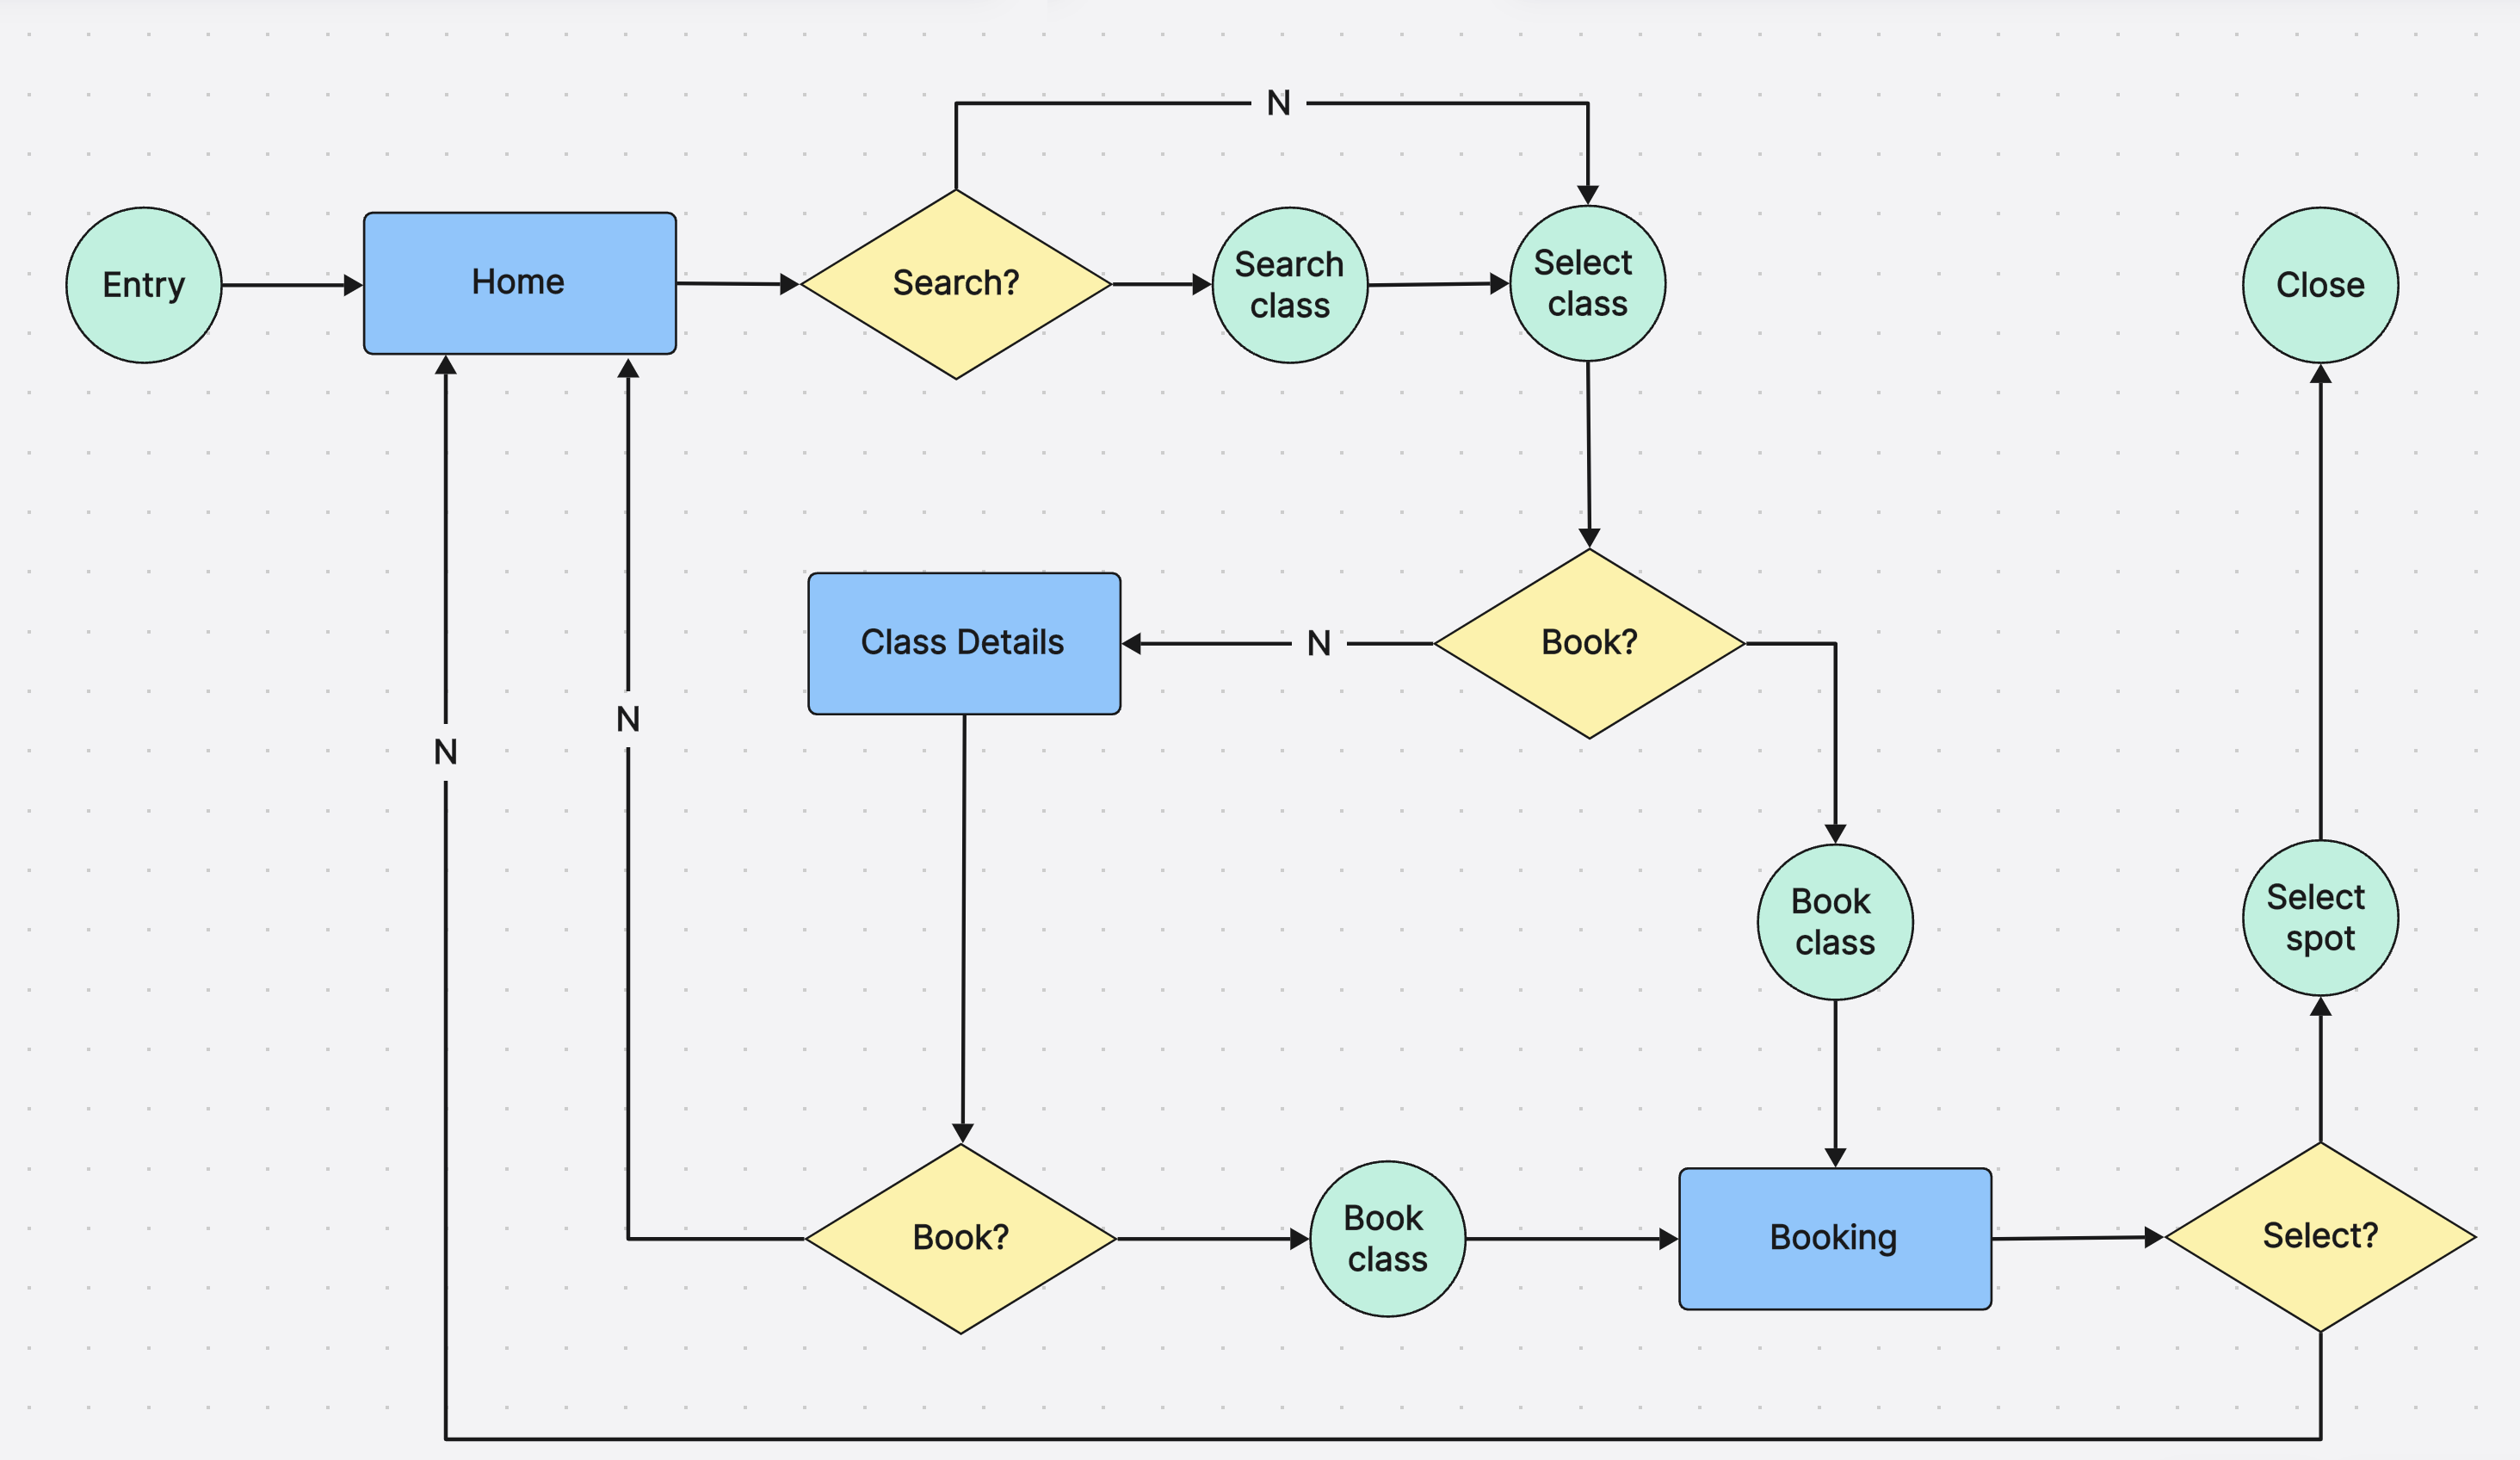 N
Entry
Home
Search?
Search
class
Select
class
Close
Class Details
N
Book?
N
N
Book
class
Select
spot
Book?
Book
class
Booking
Select?